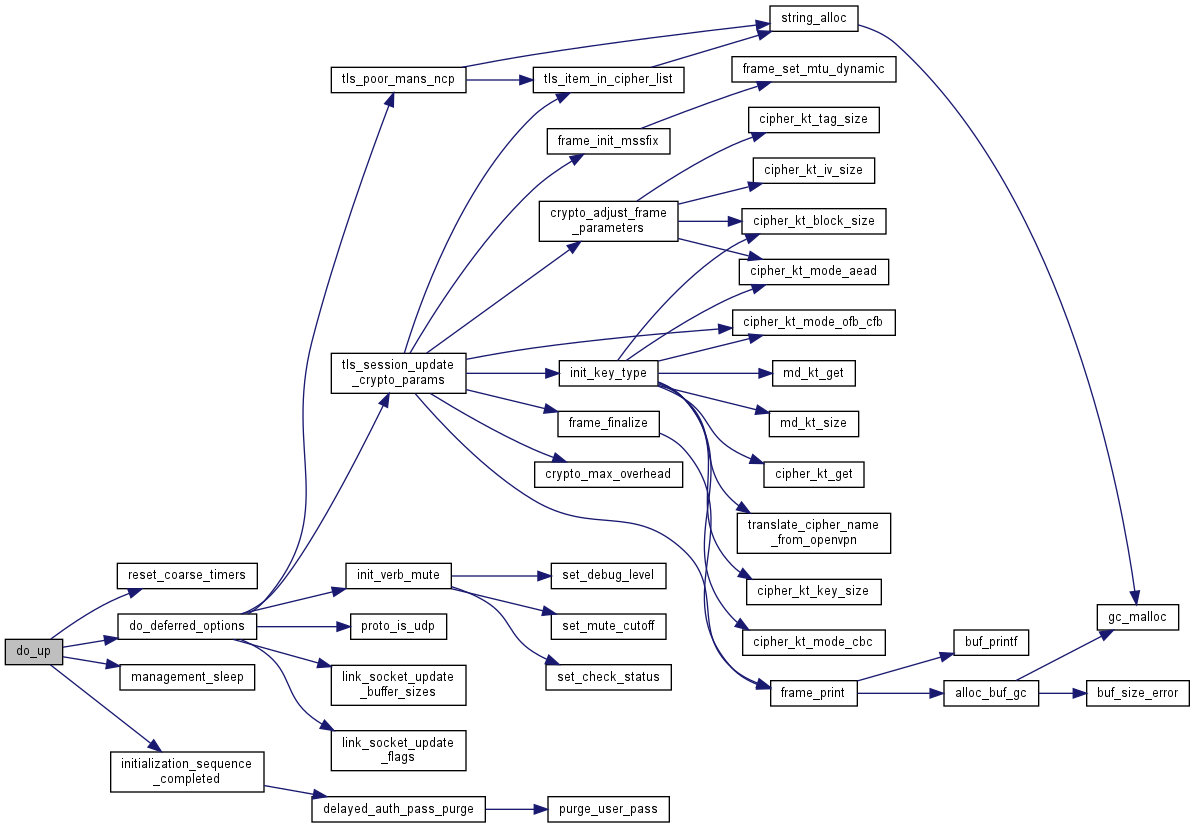 string_alloc
frame_set_mtu_dynamic
tls_poor_mans_ncp
tls_item_in_cipher_list
cipher_kt_tag_size
frame_init_mssfix
cipher_kt_iv_size
crypto_adjust_frame
_parameters
cipher_kt_block_size
cipher_kt_mode_aead
cipher_kt_mode_ofb_cfb
tls_session_update
_crypto_params
init_key_type
md_kt_get
frame_finalize
md_kt_size
crypto_max_overhead
cipher_kt_get
translate_cipher_name
_from_openvpn
reset_coarse_timers
init_verb_mute
set_debug_level
cipher_kt_key_size
gc_malloc
do_deferred_options
proto_is_udp
set_mute_cutoff
cipher_kt_mode_cbc
buf_printf
do_up
management_sleep
link_socket_update
_buffer_sizes
set_check_status
frame_print
alloc_buf_gc
buf_size_error
link_socket_update
_flags
initialization_sequence
_completed
delayed_auth_pass_purge
purge_user_pass